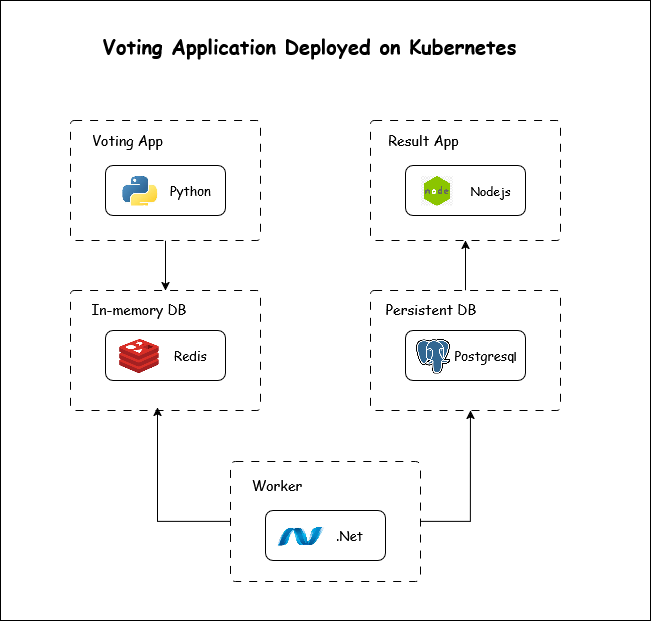 Voting Application Deployed on Kubernetes
Voting App
Python
Result App
node
Nodejs
In-memory DB
Redis
Persistent DB
Postgresql
Worker
.Net